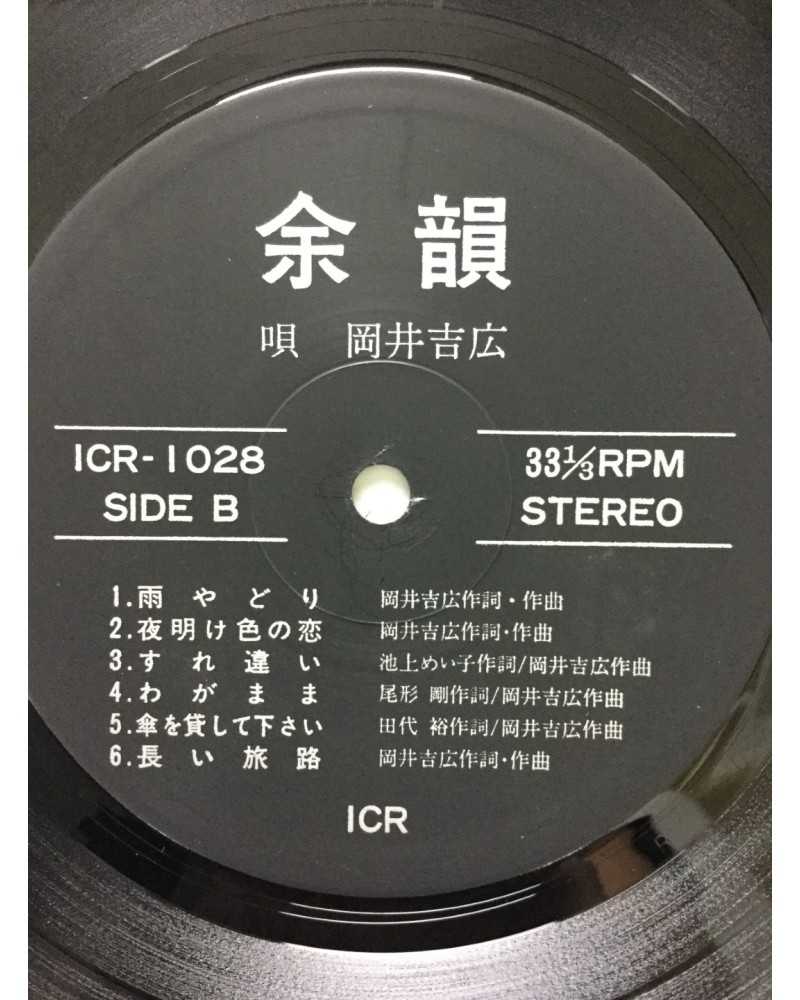 余韻
唄 岡井吉広
ICR-1028
SIDE B
33⅓RPM
STEREO
1.雨やどり 岡井吉広作詞・作曲
2.夜明け色の恋 岡井吉広作詞・作曲
3.すれ違い 池上めい子作詞/岡井吉広作曲
4.わがまま 尾形 剛作詞/岡井吉広作曲
5.傘を貸して下さい 田代 裕作詞/岡井吉広作曲
6.長い旅路 岡井吉広作詞・作曲
ICR